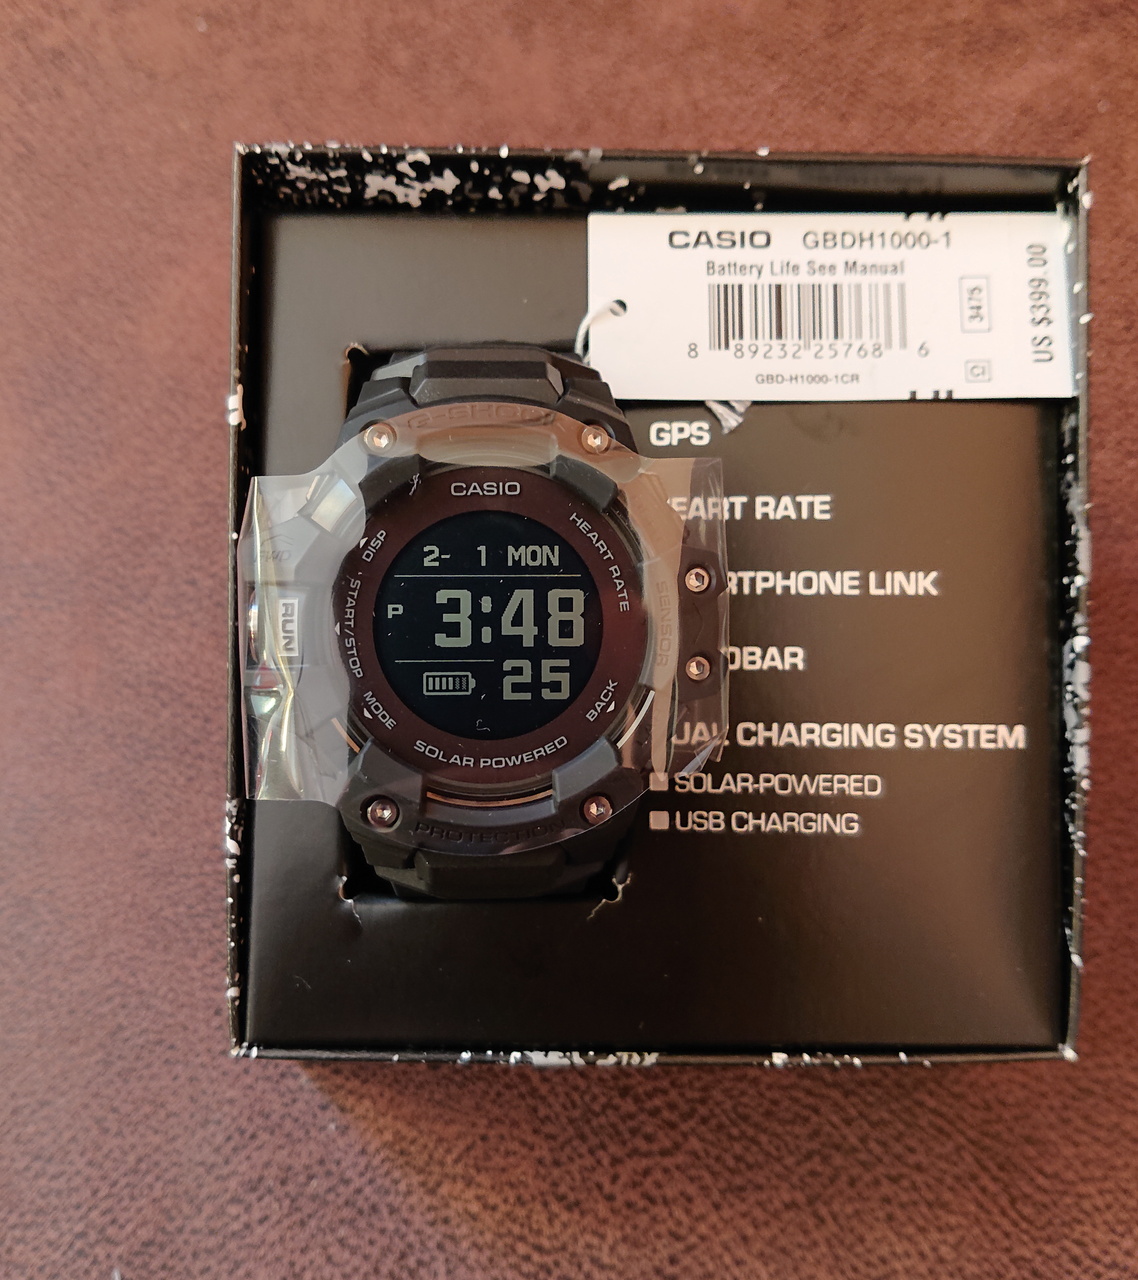 CASIO GBDH1000-1
Battery Life See Manual
8 89232 25768 6
GBD-H1000-1CR
3475
CI
US $399.00
GPS
EART RATE
RTPHONE LINK
OBAR
UAL CHARGING SYSTEM
SOLAR-POWERED
USB CHARGING
G-SHOCK
CASIO
DISP
HEART RATE
START/STOP
RUN
SENSOR
2- 1 MON
P 3:48
25
MODE
BACK
SOLAR POWERED
PROTECTION